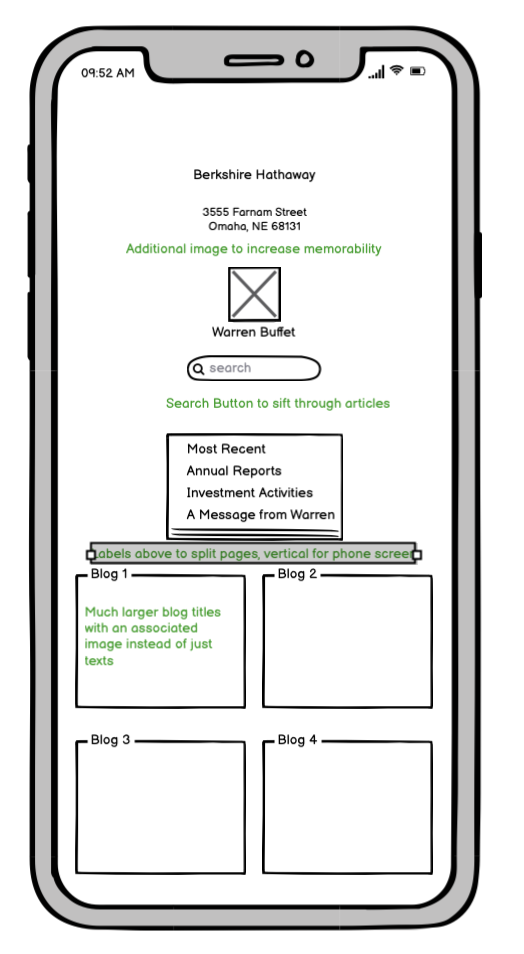 09:52 AM
Berkshire Hathaway
3555 Farnam Street
Omaha, NE 68131
Additional image to increase memorability
Warren Buffet
search
Search Button to sift through articles
Most Recent
Annual Reports
Investment Activities
A Message from Warren
Labels above to split pages, vertical for phone screen
Blog 1
Blog 2
Much larger blog titles
with an associated
image instead of just
texts
Blog 3
Blog 4